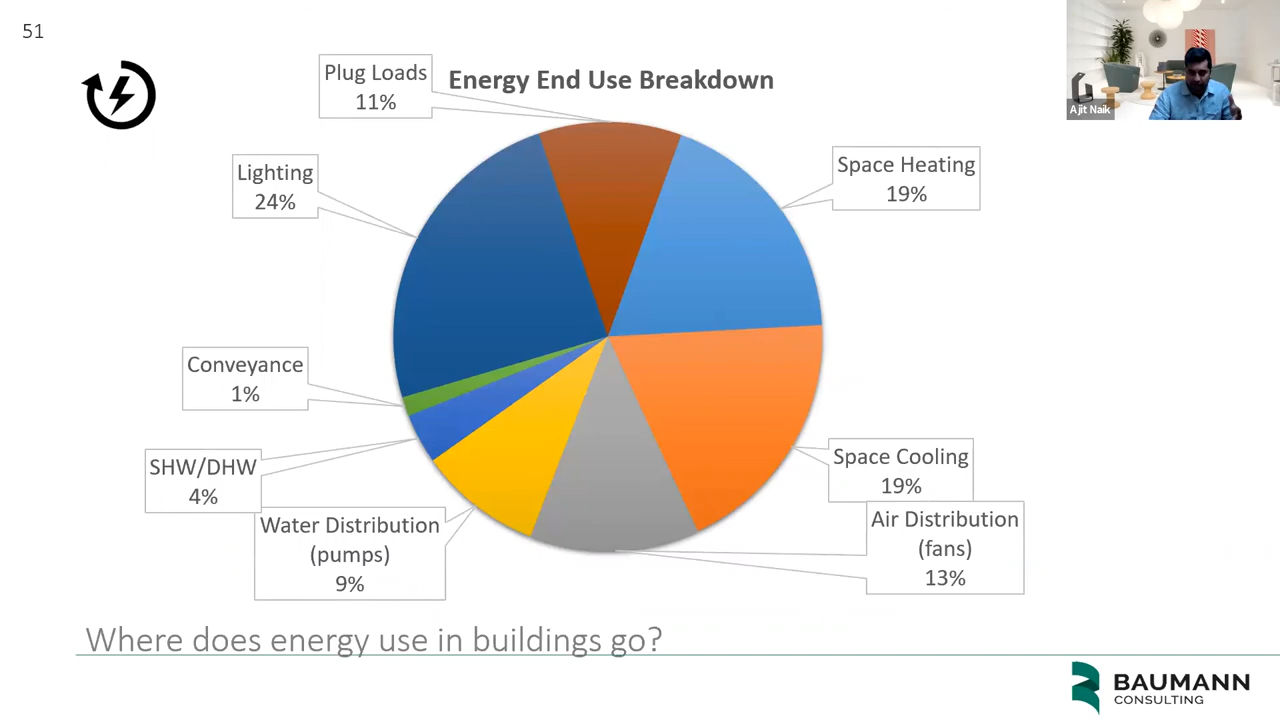 51
Energy End Use Breakdown
Plug Loads
11%
Lighting
24%
Space Heating
19%
Conveyance
1%
Space Cooling
19%
SHW/DHW
4%
Air Distribution
(fans)
13%
Water Distribution
(pumps)
9%
Where does energy use in buildings go?
BAUMANN
CONSULTING
Ajit Naik